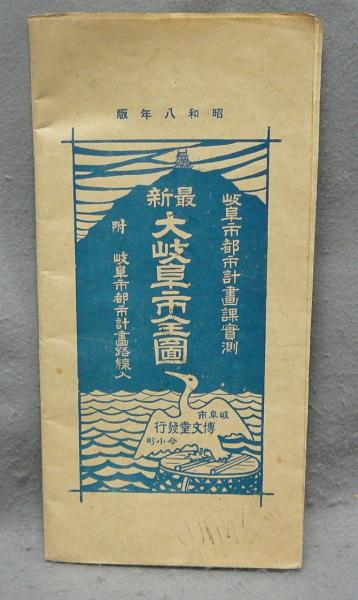 昭和八年版
岐阜市都市計畫課實測
最新
大岐阜市全圖
附 岐阜市都市計畫路線入
岐阜市
今小町
博文堂發行